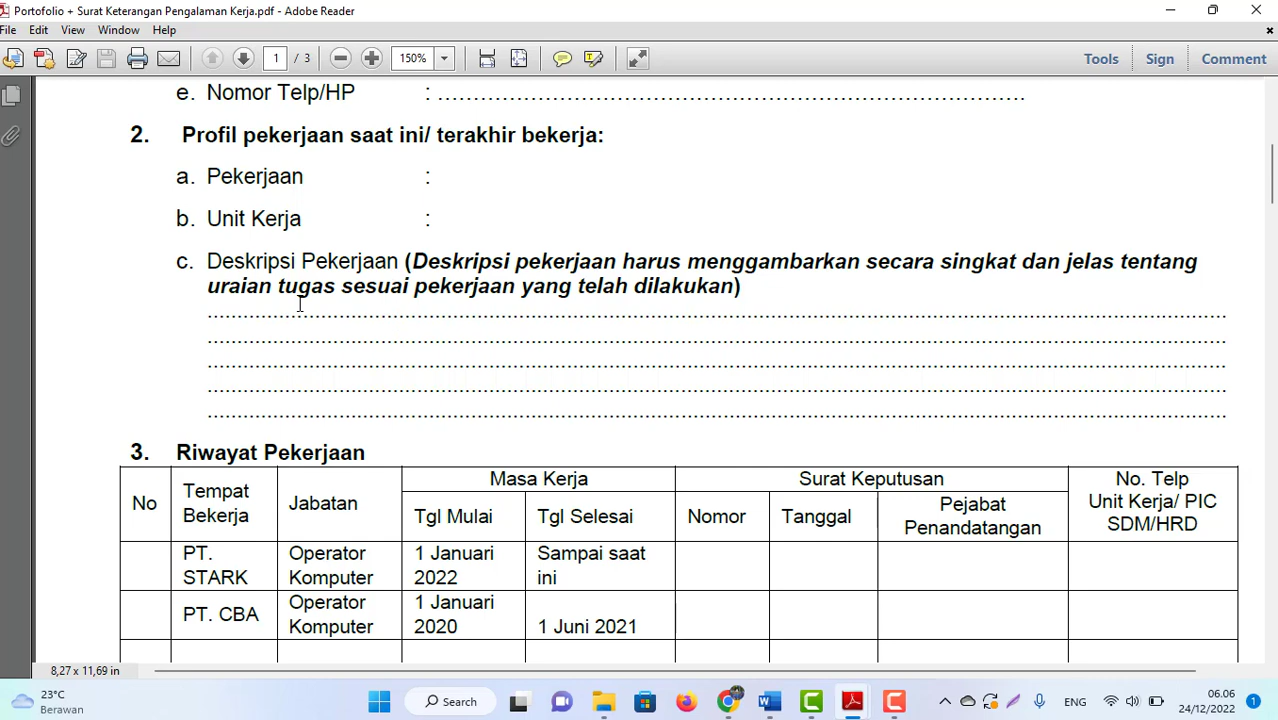 Portofolio + Surat Keterangan Pengalaman Kerja.pdf - Adobe Reader
File Edit View Window Help
1 / 3 150% Tools Sign Comment
e. Nomor Telp/HP : ..................................................................................
2. Profil pekerjaan saat ini/ terakhir bekerja:
a. Pekerjaan :
b. Unit Kerja :
c. Deskripsi Pekerjaan (Deskripsi pekerjaan harus menggambarkan secara singkat dan jelas tentang
uraian tugas sesuai pekerjaan yang telah dilakukan)
3. Riwayat Pekerjaan
No Tempat Bekerja Jabatan Masa Kerja Surat Keputusan No. Telp Unit Kerja/ PIC SDM/HRD
Tgl Mulai Tgl Selesai Nomor Tanggal Pejabat Penandatangan
PT. STARK Operator Komputer 1 Januari 2022 Sampai saat ini
PT. CBA Operator Komputer 1 Januari 2020 1 Juni 2021
8,27 x 11,69 in
23°C
Berawan
Search
ENG
06.06
24/12/2022
1